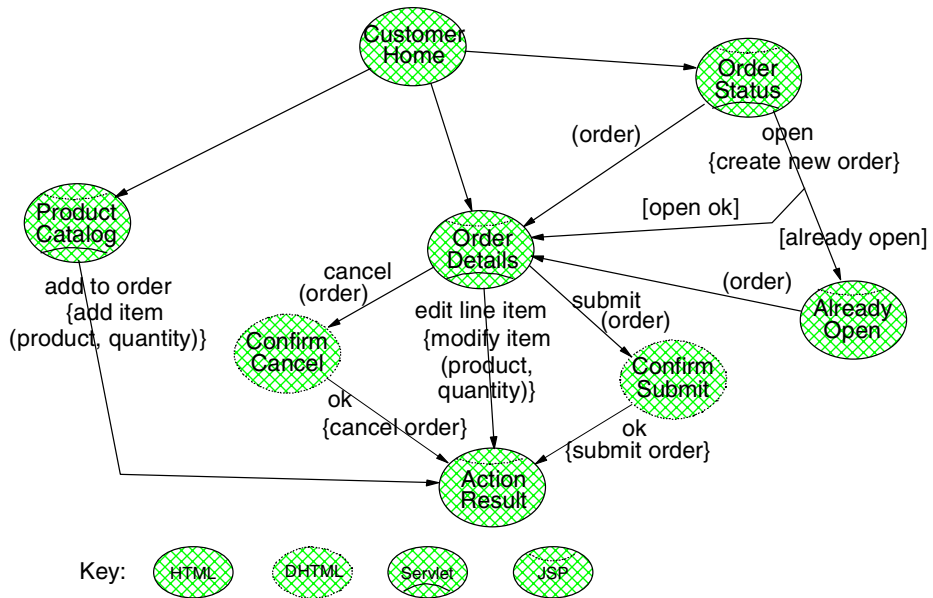 Customer
Home
Order
Status
(order)
open
{create new order}
Product
Catalog
[open ok]
Order
Details
[already open]
add to order
{add item
(product, quantity)}
cancel
(order)
edit line item
{modify item
(product,
quantity)}
submit
(order)
(order)
Already
Open
Confirm
Cancel
Confirm
Submit
ok
{cancel order}
ok
{submit order}
Action
Result
Key:
HTML
DHTML
Servlet
JSP